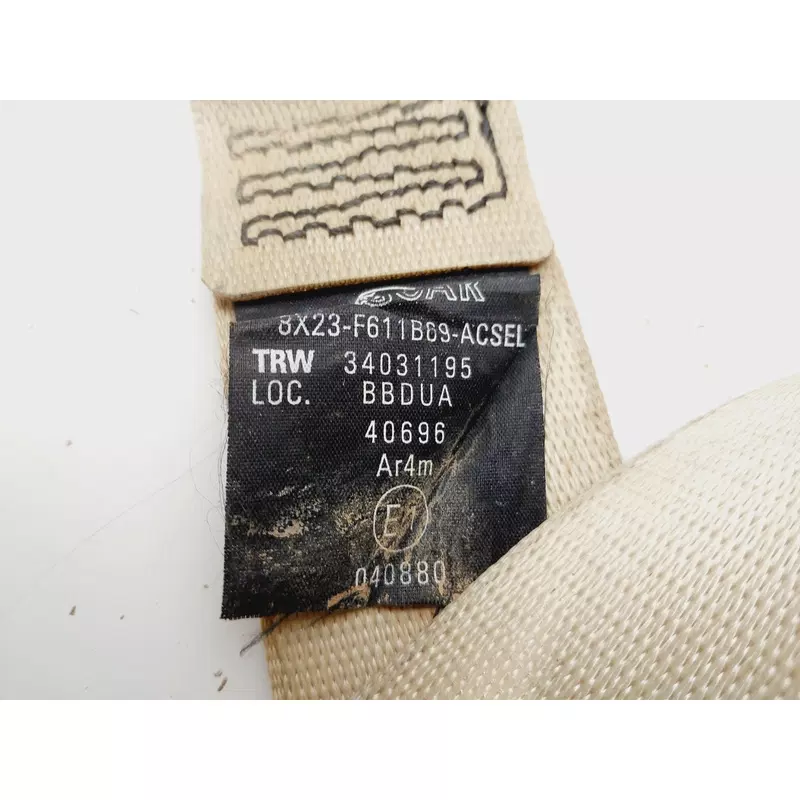 8X23-F611B69-ACSEL
TRW 34031195
LOC. BBDUA
40696
Ar4m
E1
040880